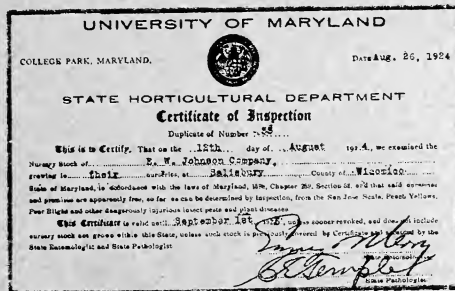 UNIVERSITY OF MARYLAND
COLLEGE PARK, MARYLAND, DATE Aug. 26, 1924
STATE HORTICULTURAL DEPARTMENT
Certificate of Inspection
Duplicate of Number
This is to Certify, That on the 12th day of August 1924, we examined the
Nursery Stock of E. W. Johnson Company,
growing in their nurseries, at Salisbury County of Wicomico
State of Maryland, in accordance with the laws of Maryland, Chapter Section and that said nurseries
and premises are apparently free, so far as can be determined by inspection, from the San Jose Scale, Peach Yellows,
Pear Blight and other dangerously injurious insect pests and plant diseases.
This Certificate is valid until September 1st unless sooner revoked, and does not include
nursery stock not grown within this State, unless such stock is previously covered by Certificate and accepted by the
State Entomologist and State Pathologist
State Entomologist
State Pathologist